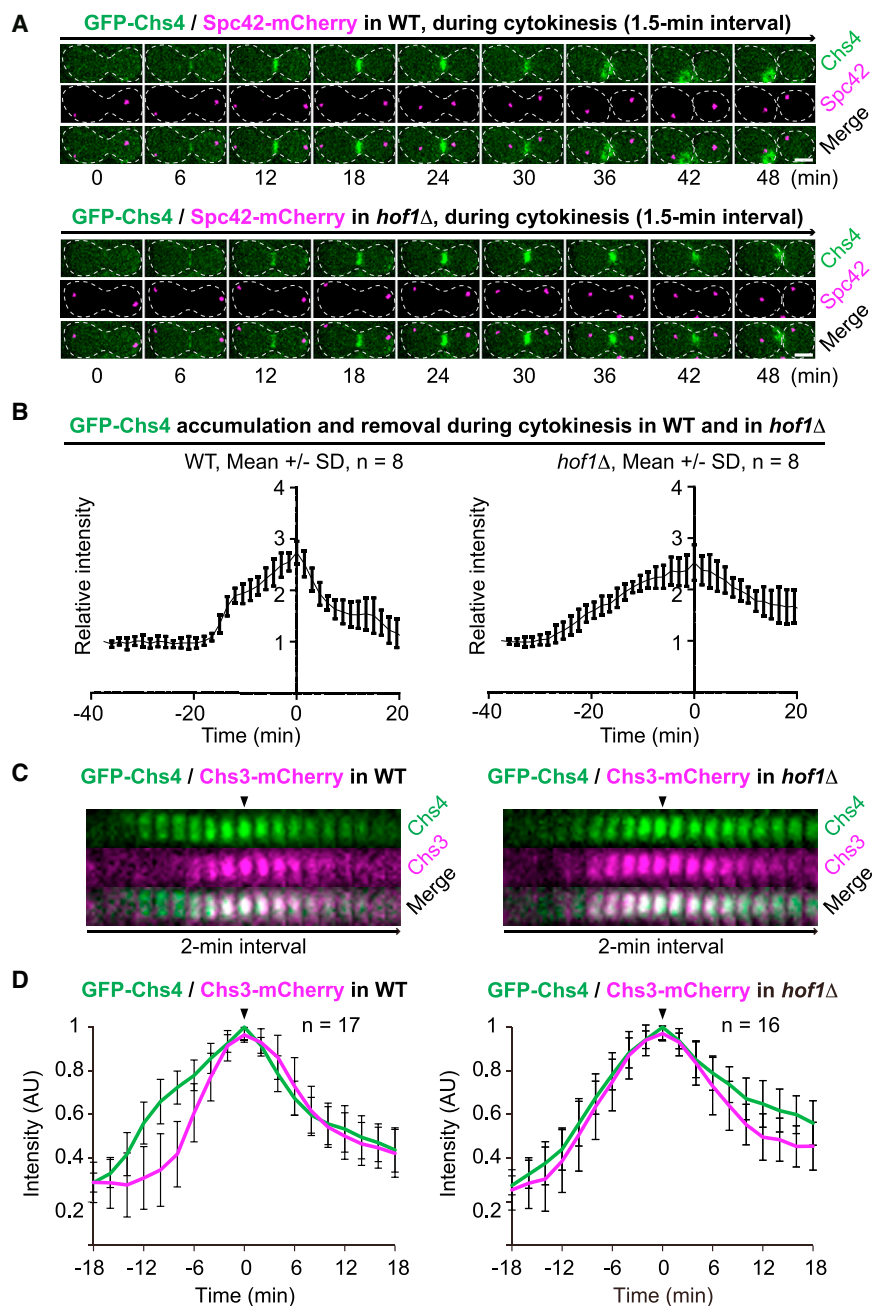 A
GFP-Chs4 / Spc42-mCherry in WT, during cytokinesis (1.5-min interval)
Chs4
Spc42
Merge
0 6 12 18 24 30 36 42 48 (min)
GFP-Chs4 / Spc42-mCherry in hof1Δ, during cytokinesis (1.5-min interval)
Chs4
Spc42
Merge
0 6 12 18 24 30 36 42 48 (min)
B
GFP-Chs4 accumulation and removal during cytokinesis in WT and in hof1Δ
WT, Mean +/- SD, n = 8
Relative intensity
4
3
2
1
-40 -20 0 20
Time (min)
hof1Δ, Mean +/- SD, n = 8
Relative intensity
4
3
2
1
-40 -20 0 20
Time (min)
C
GFP-Chs4 / Chs3-mCherry in WT
Chs4
Chs3
Merge
2-min interval
GFP-Chs4 / Chs3-mCherry in hof1Δ
Chs4
Chs3
Merge
2-min interval
D
GFP-Chs4 / Chs3-mCherry in WT
n = 17
Intensity (AU)
1
0.8
0.6
0.4
0.2
-18 -12 -6 0 6 12 18
Time (min)
GFP-Chs4 / Chs3-mCherry in hof1Δ
n = 16
Intensity (AU)
1
0.8
0.6
0.4
0.2
-18 -12 -6 0 6 12 18
Time (min)